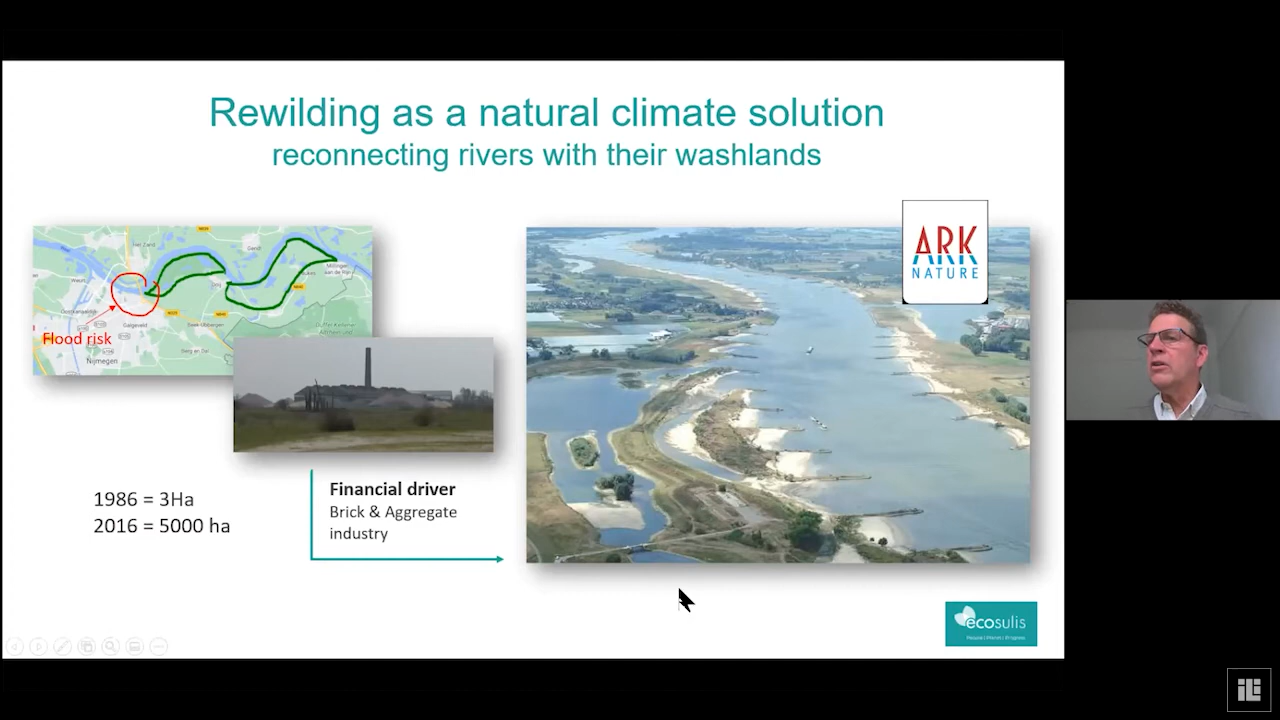 Rewilding as a natural climate solution
reconnecting rivers with their washlands
Flood risk
Nijmegen
1986 = 3Ha
2016 = 5000 ha
Financial driver
Brick & Aggregate
industry
ARK
NATURE
ecosulis